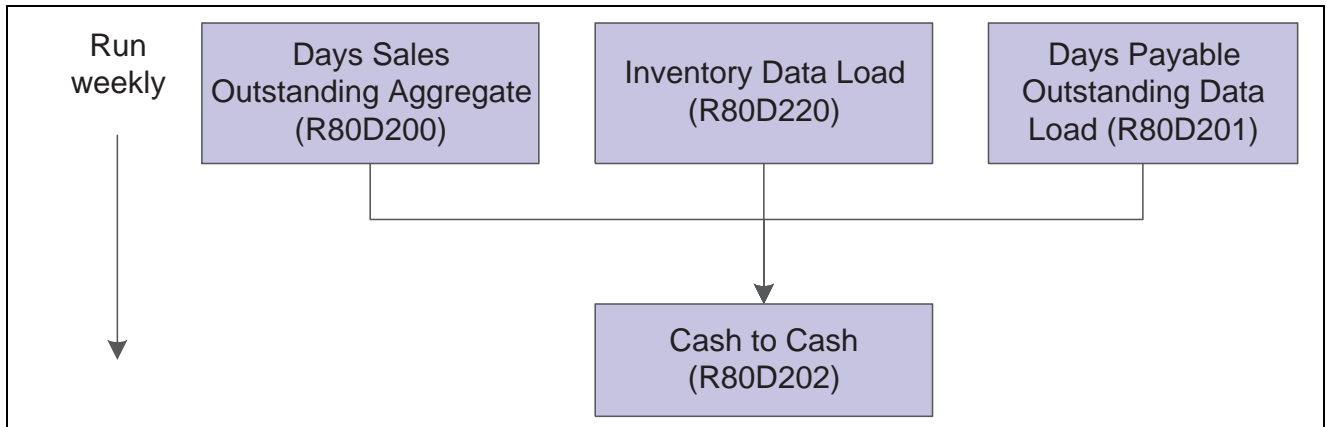 Run
weekly
Days Sales
Outstanding Aggregate
(R80D200)
Inventory Data Load
(R80D220)
Days Payable
Outstanding Data
Load (R80D201)
Cash to Cash
(R80D202)